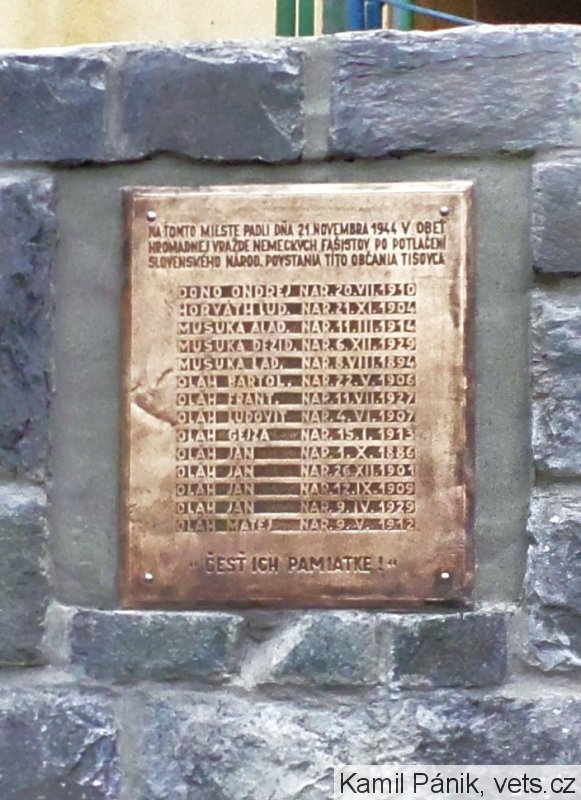 NA TOMTO MIESTE PADLI DŇA 21.NOVEMBRA 1944 V OBEŤ
HROMADNEJ VRAŽDE NEMECKÝCH FAŠISTOV PO POTLAČENÍ
SLOVENSKÉHO NÁROD. POVSTANIA TÍTO OBČANIA TISOVCA
DONO ONDREJ NAR. 20. VII. 1910
HORVÁTH ĽUD. NAR. 21. XI. 1904
MUSUKA ALAD. NAR. 11. III. 1914
MUSUKA DEZID. NAR. 6. XII. 1929
MUSUKA LAD. NAR. 8. VIII. 1894
OLÁH BARTOL. NAR. 22. V. 1906
OLÁH FRANT. NAR. 11. VII. 1927
OLÁH ĽUDOVÍT NAR. 4. VI. 1907
OLÁH GEJZA NAR. 15. I. 1913
OLÁH JÁN NAR. 1. X. 1886
OLÁH JÁN NAR. 26. XII. 1901
OLÁH JÁN NAR. 12. IX. 1909
OLÁH JÁN NAR. 9. IV. 1929
OLÁH MATEJ NAR. 9. V. 1912
"ČESŤ ICH PAMIATKE!"
Kamil Pánik, vets.cz